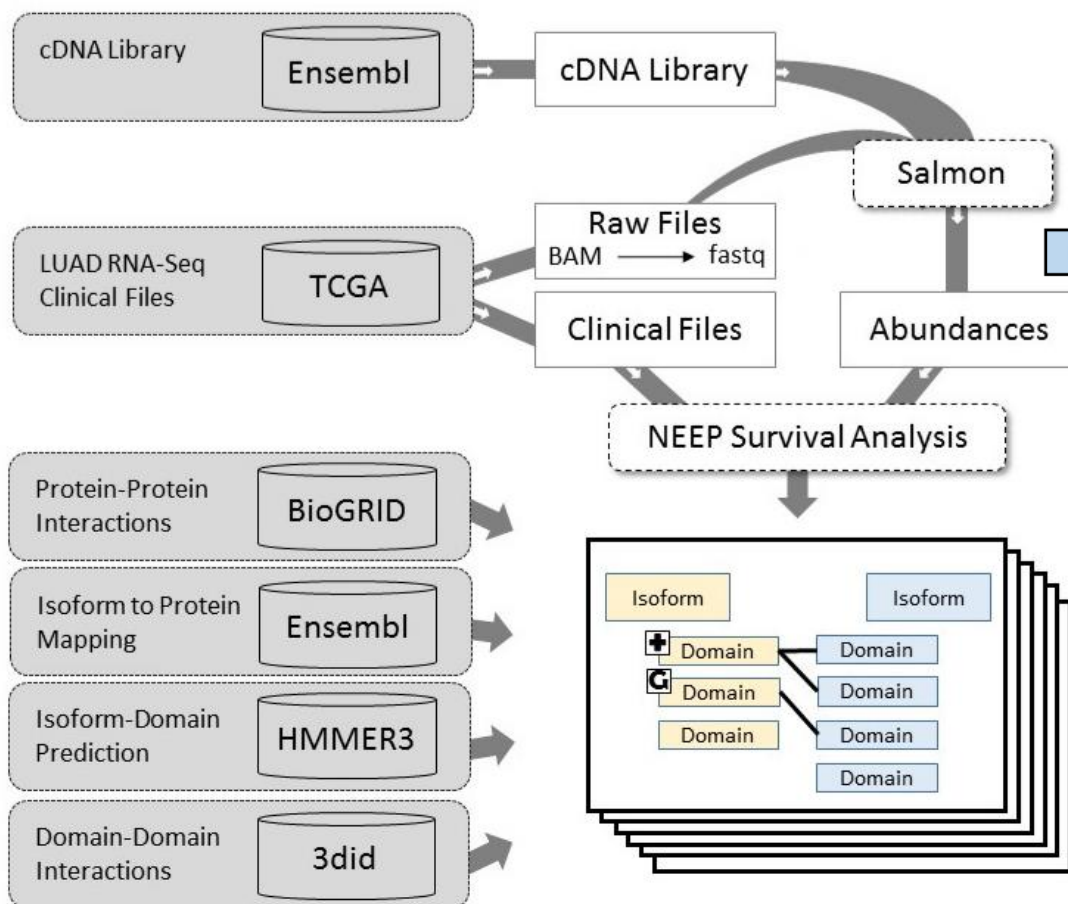 cDNA Library
Ensembl
cDNA Library
Salmon
LUAD RNA-Seq
Clinical Files
TCGA
Raw Files
BAM fastq
Clinical Files
Abundances
NEEP Survival Analysis
Protein-Protein
Interactions
BioGRID
Isoform to Protein
Mapping
Ensembl
Isoform-Domain
Prediction
HMMER3
Domain-Domain
Interactions
3did
Isoform
Isoform
Domain
Domain
G
Domain
Domain
Domain
Domain
Domain